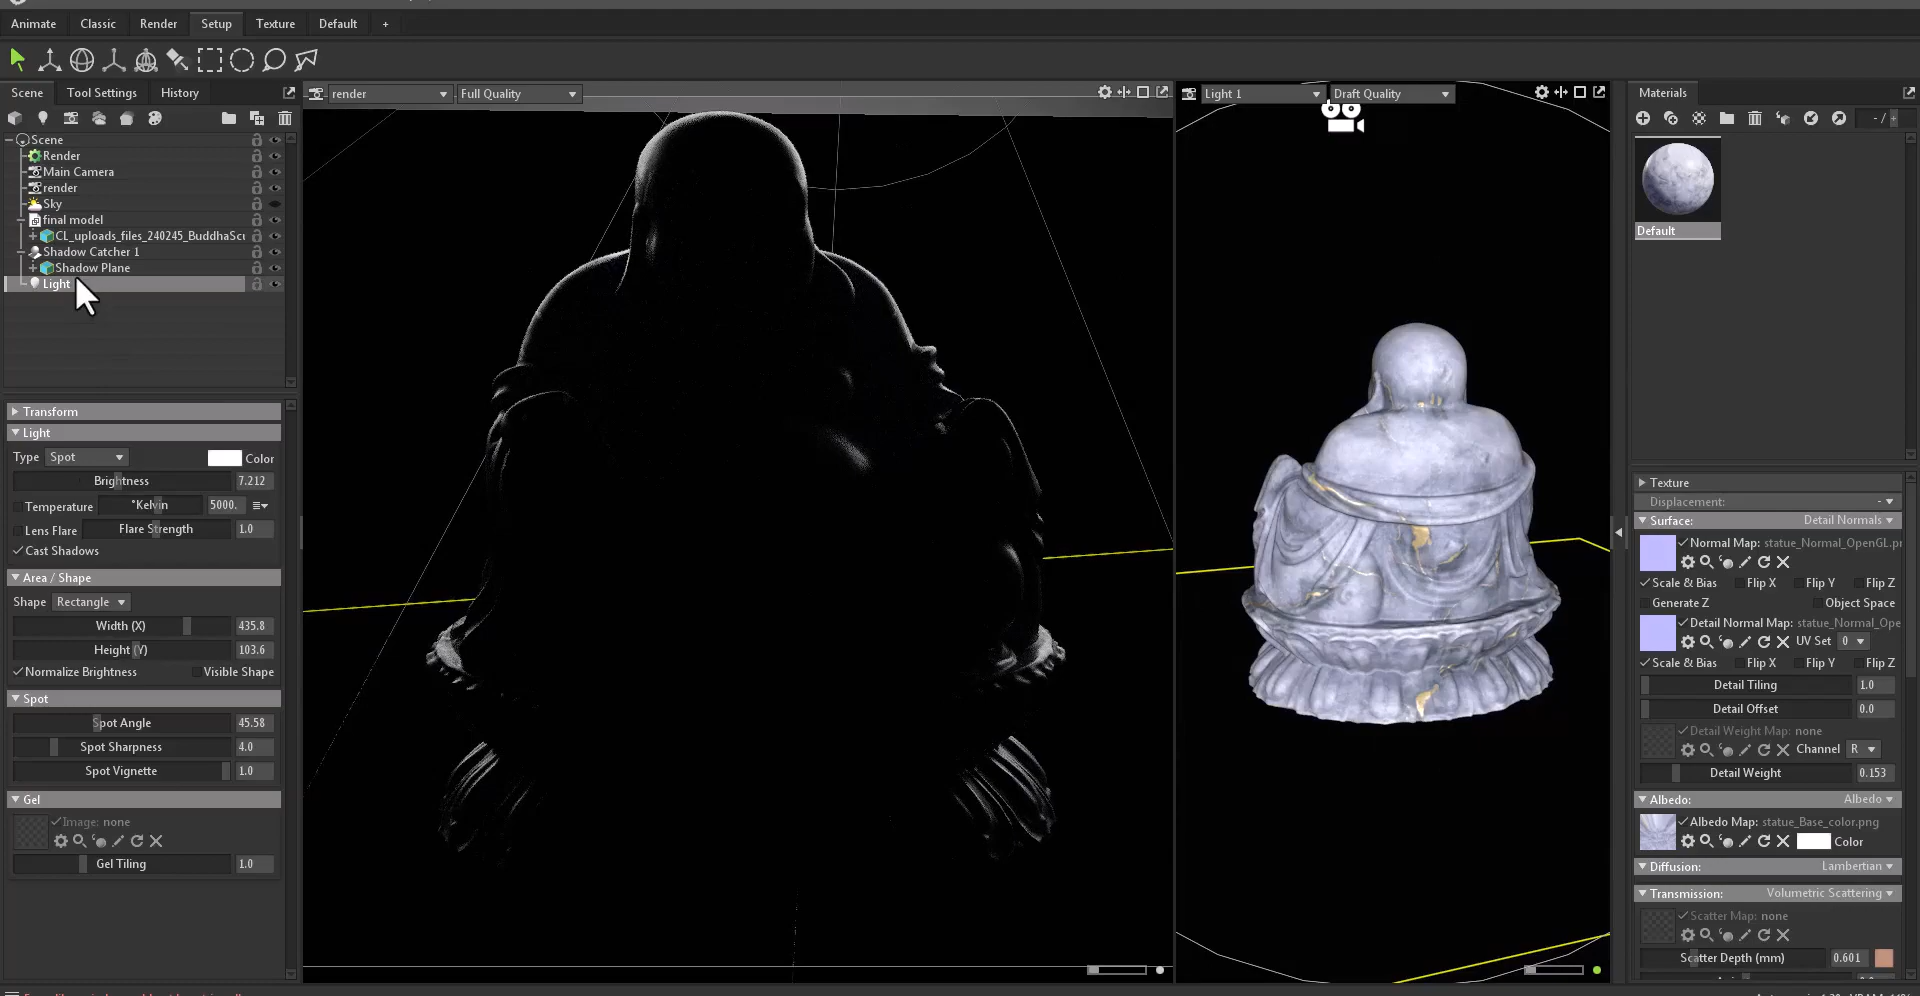 Animate Classic Render Setup Texture Default +
Scene Tool Settings History
render Full Quality
Light 1 Draft Quality
Materials
- / +
Scene
Render
Main Camera
render
Sky
final model
CL_uploads_files_240245_BuddhaScu
Shadow Catcher 1
Shadow Plane
Light
Transform
Light
Type Spot Color
Brightness 7.212
Temperature °Kelvin 5000.
Lens Flare Flare Strength 1.0
Cast Shadows
Area / Shape
Shape Rectangle
Width (X) 435.8
Height (Y) 103.6
Normalize Brightness Visible Shape
Spot
Spot Angle 45.58
Spot Sharpness 4.0
Spot Vignette 1.0
Gel
Image: none
Gel Tiling 1.0
Default
Texture
Displacement: -
Surface: Detail Normals
Normal Map: statue_Normal_OpenGL.pr
Scale & Bias Flip X Flip Y Flip Z
Generate Z Object Space
Detail Normal Map: statue_Normal_Ope
UV Set 0
Scale & Bias Flip X Flip Y Flip Z
Detail Tiling 1.0
Detail Offset 0.0
Detail Weight Map: none
Channel R
Detail Weight 0.153
Albedo: Albedo
Albedo Map: statue_Base_color.png
Color
Diffusion: Lambertian
Transmission: Volumetric Scattering
Scatter Map: none
Scatter Depth (mm) 0.601